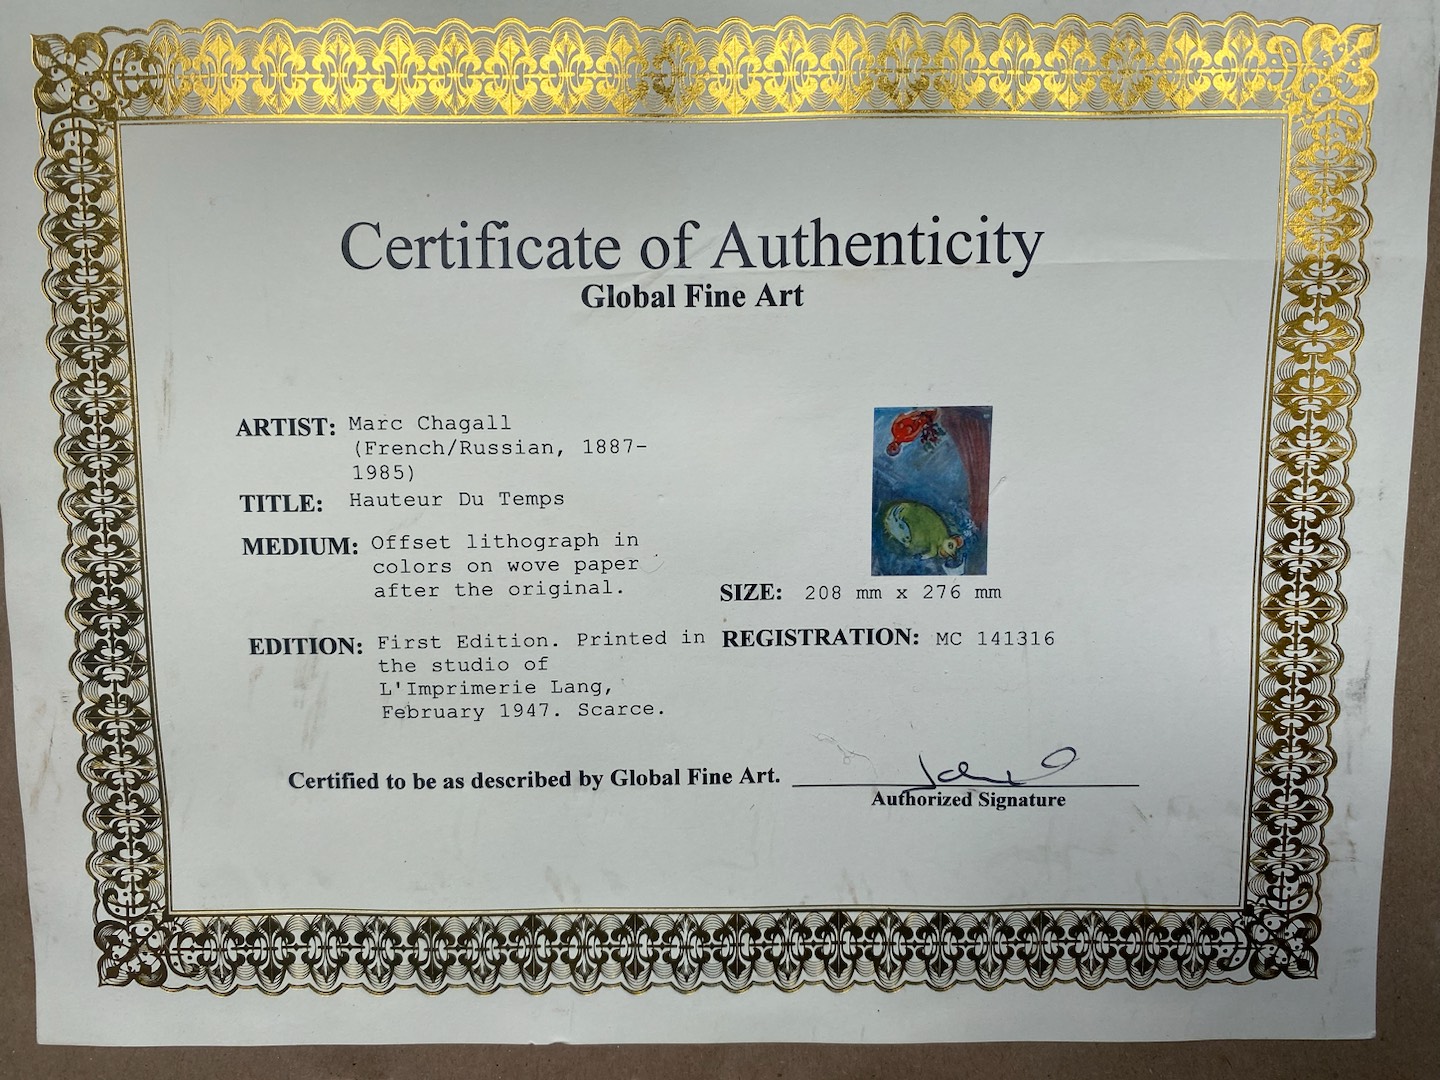 Certificate of Authenticity
Global Fine Art
ARTIST: Marc Chagall
(French/Russian, 1887-
1985)
TITLE: Hauteur Du Temps
MEDIUM: Offset lithograph in
colors on wove paper
after the original.
SIZE: 208 mm x 276 mm
EDITION: First Edition. Printed in
the studio of
L'Imprimerie Lang,
February 1947. Scarce.
REGISTRATION: MC 141316
Certified to be as described by Global Fine Art.
Authorized Signature